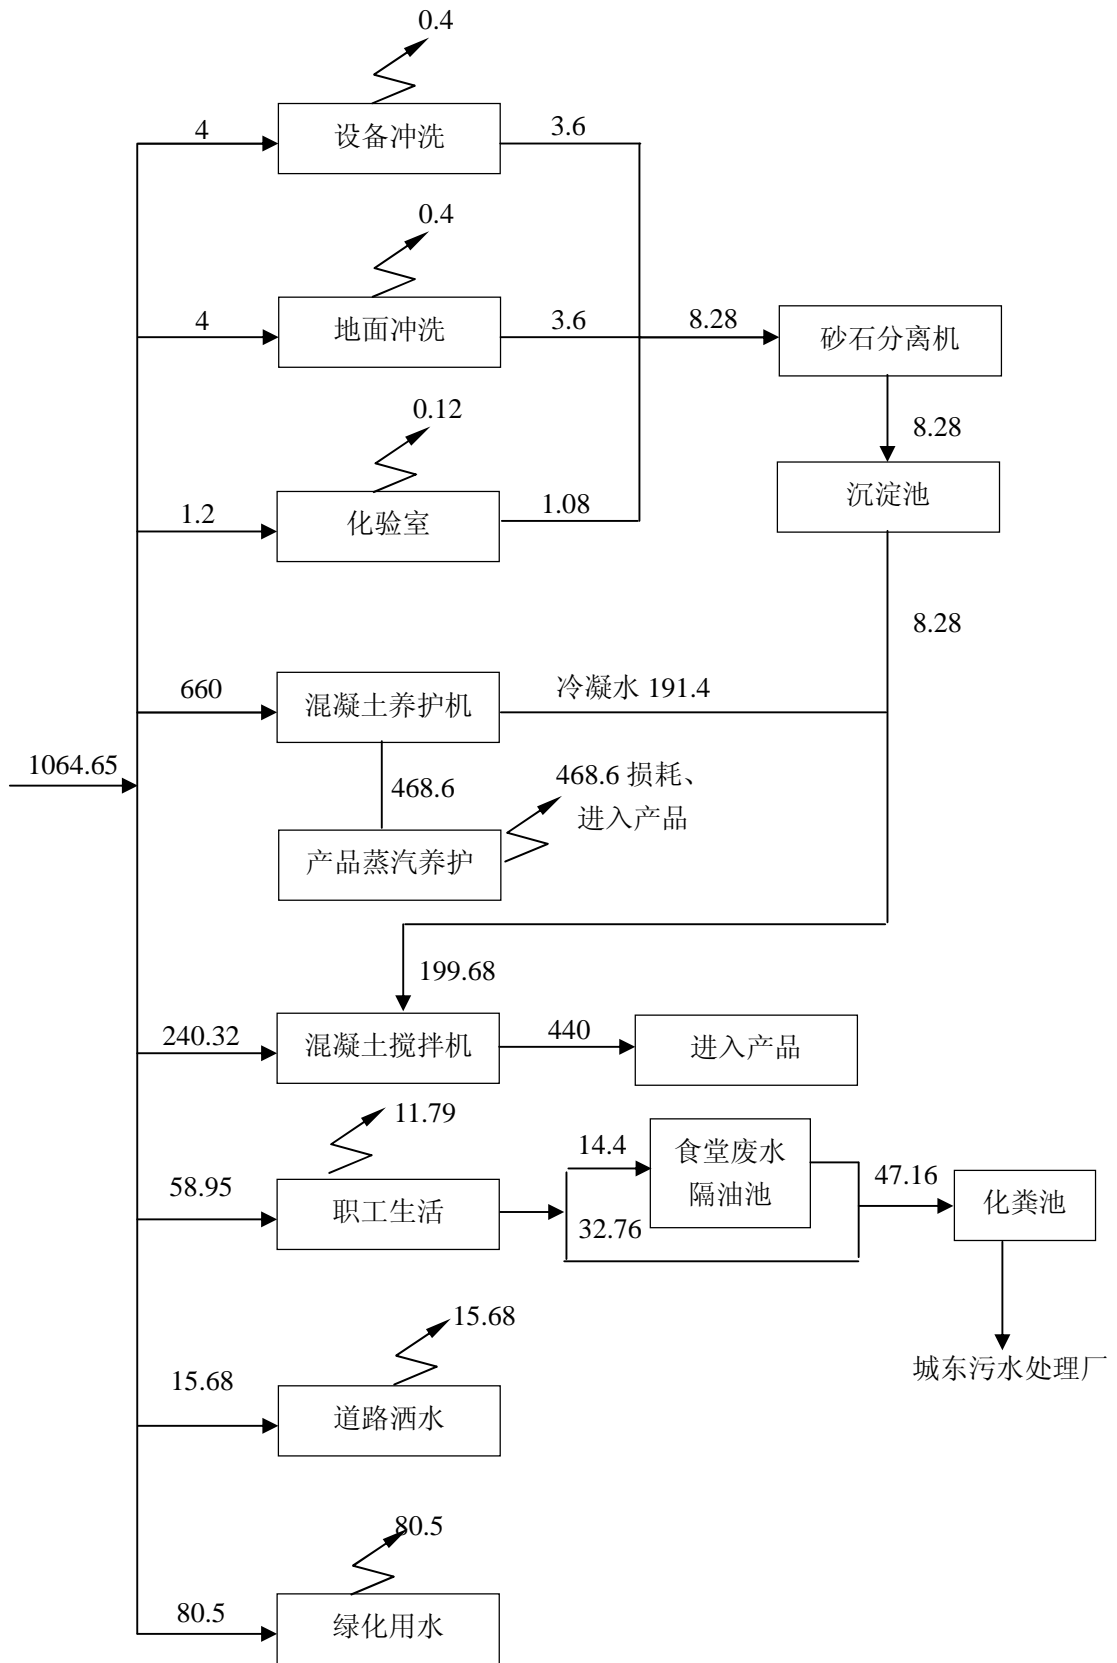 0.4
4
设备冲洗
3.6
0.4
4
地面冲洗
3.6
8.28
砂石分离机
0.12
8.28
1.2
化验室
1.08
沉淀池
8.28
660
混凝土养护机
冷凝水 191.4
1064.65
468.6
468.6 损耗、
进入产品
产品蒸汽养护
199.68
240.32
混凝土搅拌机
440
进入产品
11.79
58.95
职工生活
14.4
食堂废水
隔油池
32.76
47.16
化粪池
15.68
城东污水处理厂
15.68
道路洒水
80.5
80.5
绿化用水